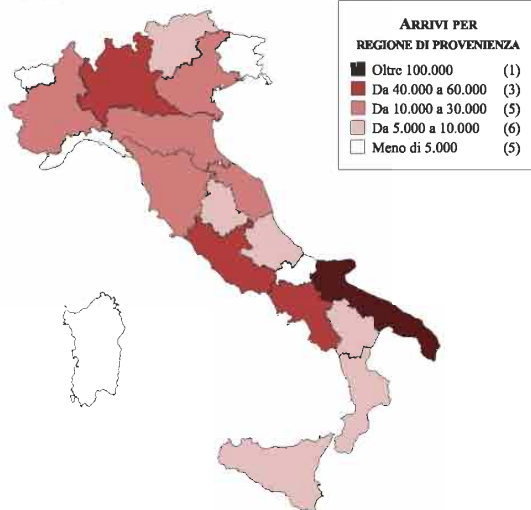 ARRIVI PER
REGIONE DI PROVENIENZA
Oltre 100.000 (1)
Da 40.000 a 60.000 (3)
Da 10.000 a 30.000 (5)
Da 5.000 a 10.000 (6)
Meno di 5.000 (5)